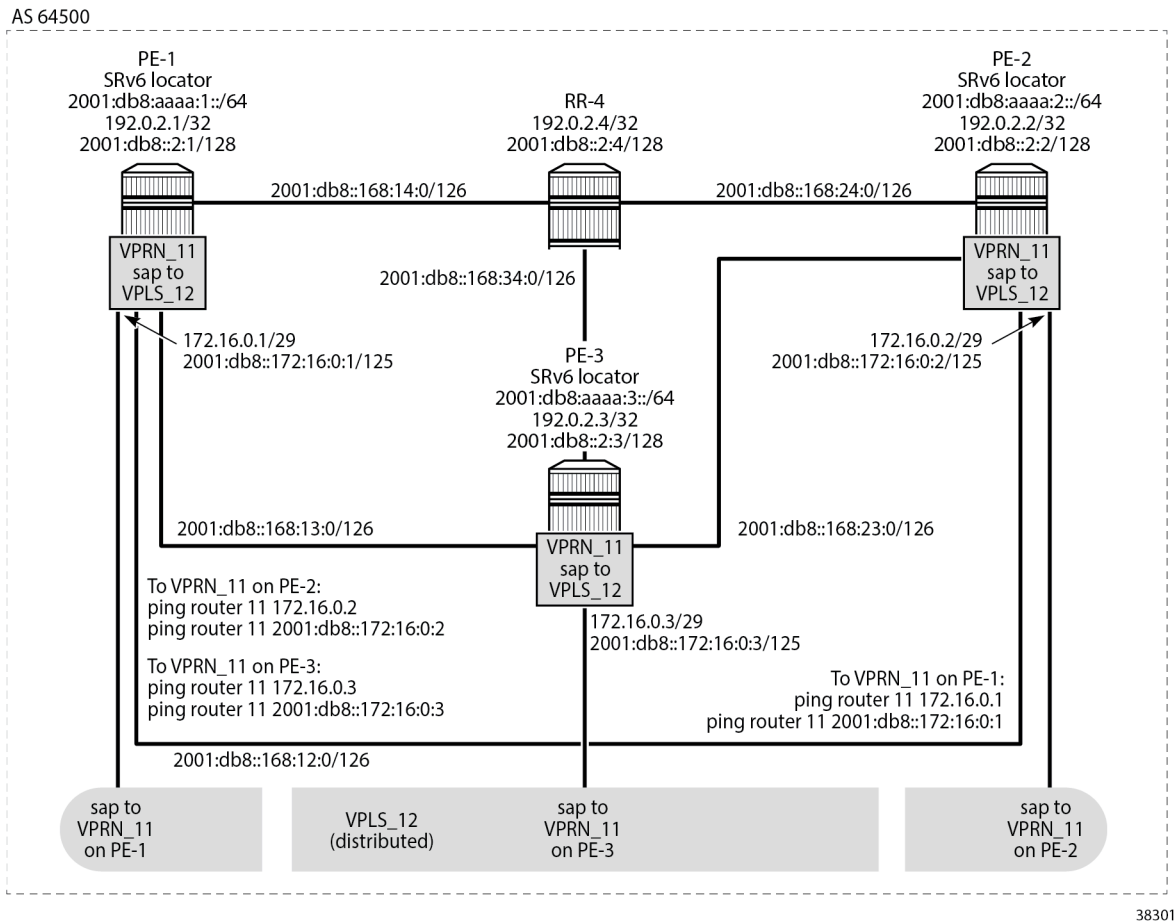 AS 64500
PE-1
SRv6 locator
2001:db8:aaaa:1::/64
192.0.2.1/32
2001:db8::2:1/128
RR-4
192.0.2.4/32
2001:db8::2:4/128
PE-2
SRv6 locator
2001:db8:aaaa:2::/64
192.0.2.2/32
2001:db8::2:2/128
2001:db8::168:14:0/126
2001:db8::168:24:0/126
VPRN_11
sap to
VPLS_12
2001:db8::168:34:0/126
VPRN_11
sap to
VPLS_12
172.16.0.1/29
2001:db8::172:16:0:1/125
172.16.0.2/29
2001:db8::172:16:0:2/125
PE-3
SRv6 locator
2001:db8:aaaa:3::/64
192.0.2.3/32
2001:db8::2:3/128
2001:db8::168:13:0/126
2001:db8::168:23:0/126
VPRN_11
sap to
VPLS_12
172.16.0.3/29
2001:db8::172:16:0:3/125
To VPRN_11 on PE-2:
ping router 11 172.16.0.2
ping router 11 2001:db8::172:16:0:2
To VPRN_11 on PE-3:
ping router 11 172.16.0.3
ping router 11 2001:db8::172:16:0:3
To VPRN_11 on PE-1:
ping router 11 172.16.0.1
ping router 11 2001:db8::172:16:0:1
2001:db8::168:12:0/126
sap to
VPRN_11
on PE-1
VPLS_12
(distributed)
sap to
VPRN_11
on PE-3
sap to
VPRN_11
on PE-2
38301